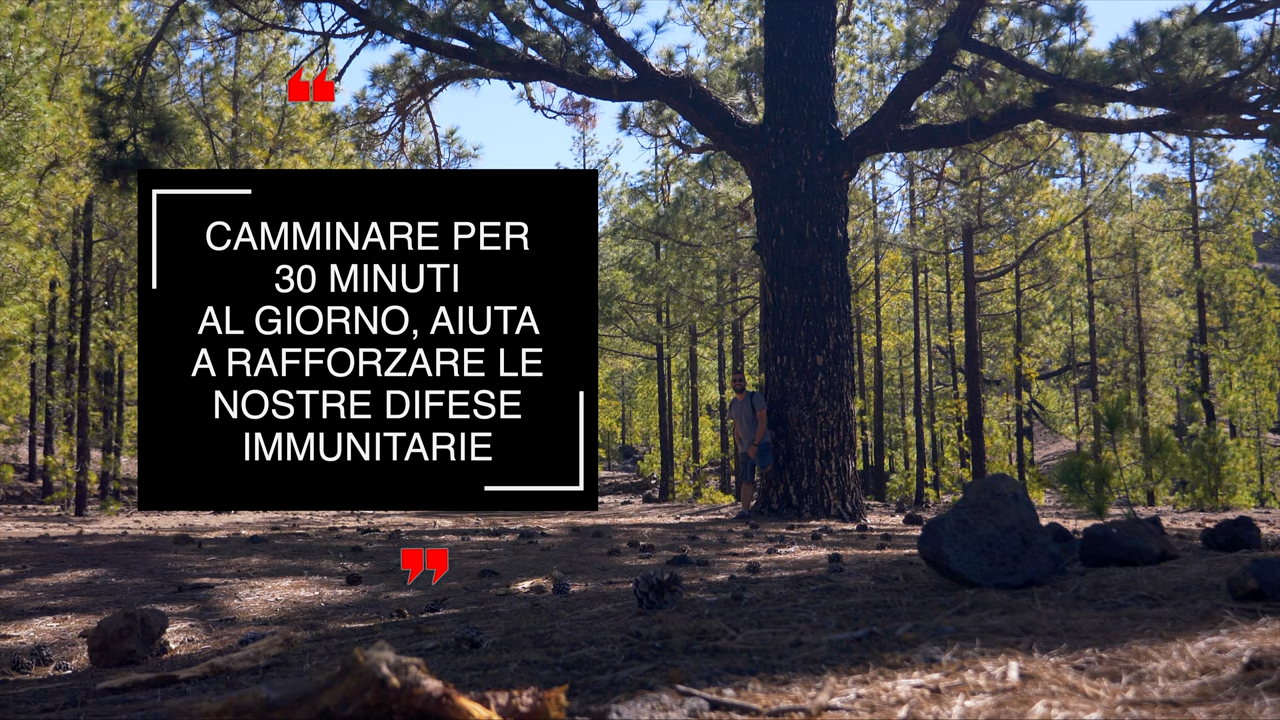 ❝
CAMMINARE PER
30 MINUTI
AL GIORNO, AIUTA
A RAFFORZARE LE
NOSTRE DIFESE
IMMUNITARIE
❞